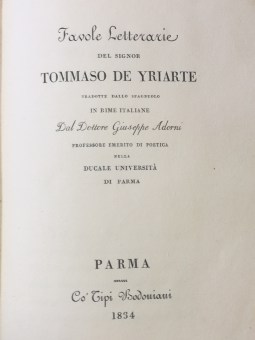 Favole Letterarie
DEL SIGNOR
TOMMASO DE YRIARTE
TRADOTTE DALLO SPAGNUOLO
IN RIME ITALIANE
Dal Dottore Giuseppe Adorni
PROFESSORE EMERITO DI POETICA
NELLA
DUCALE UNIVERSITÀ
DI PARMA
PARMA
Co' Tipi Bodoniani
1834